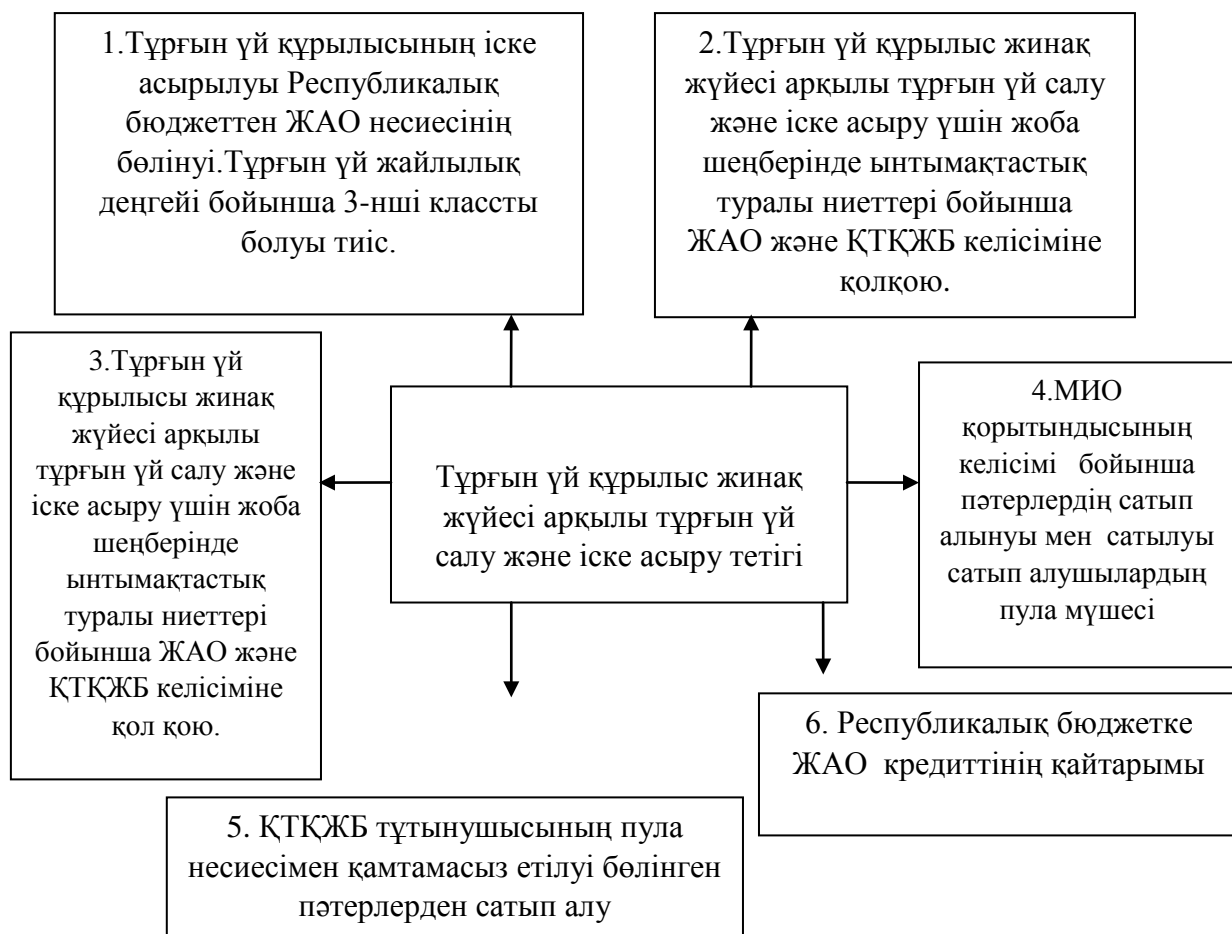 1.Тұрғын үй құрылысының іске
асырылуы Республикалық
бюджеттен ЖАО несиесінің
бөлінуі.Тұрғын үй жайлылық
деңгейі бойынша 3-нші классты
болуы тиіс.
2.Тұрғын үй құрылыс жинақ
жүйесі арқылы тұрғын үй салу
және іске асыру үшін жоба
шеңберінде ынтымақтастық
туралы ниеттері бойынша
ЖАО және ҚТҚЖБ келісіміне
қолқою.
3.Тұрғын үй
құрылысы жинақ
жүйесі арқылы
тұрғын үй салу және
іске асыру үшін жоба
шеңберінде
ынтымақтастық
туралы ниеттері
бойынша ЖАО және
ҚТҚЖБ келісіміне
қол қою.
Тұрғын үй құрылыс жинақ
жүйесі арқылы тұрғын үй
салу және іске асыру тетігі
4.МИО
қорытындысының
келісімі бойынша
пәтерлердің сатып
алынуы мен сатылуы
сатып алушылардың
пула мүшесі
6. Республикалық бюджетке
ЖАО кредиттінің қайтарымы
5. ҚТҚЖБ тұтынушысының пула
несиесімен қамтамасыз етілуі бөлінген
пәтерлерден сатып алу